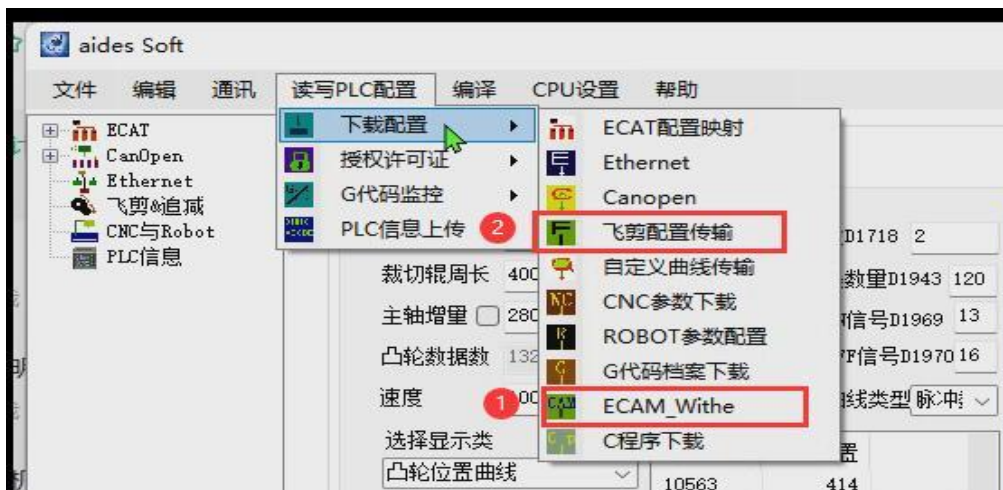 aides Soft
文件 编辑 通讯 读写PLC配置 编译 CPU设置 帮助
ECAT
CanOpen
Ethernet
飞剪&追减
CNC与Robot
PLC信息
下载配置
授权许可证
G代码监控
PLC信息上传
2
ECAT配置映射
Ethernet
Canopen
飞剪配置传输
自定义曲线传输
CNC参数下载
ROBOT参数配置
G代码档案下载
1
ECAM_Withe
C程序下载
裁切辊周长 400
主轴增量 280
凸轮数据数 132
速度
选择显示类
凸轮位置曲线
D1718 2
数量D1943 120
信号D1969 13
信号D1970 16
线类型 脉冲
置
10563 414